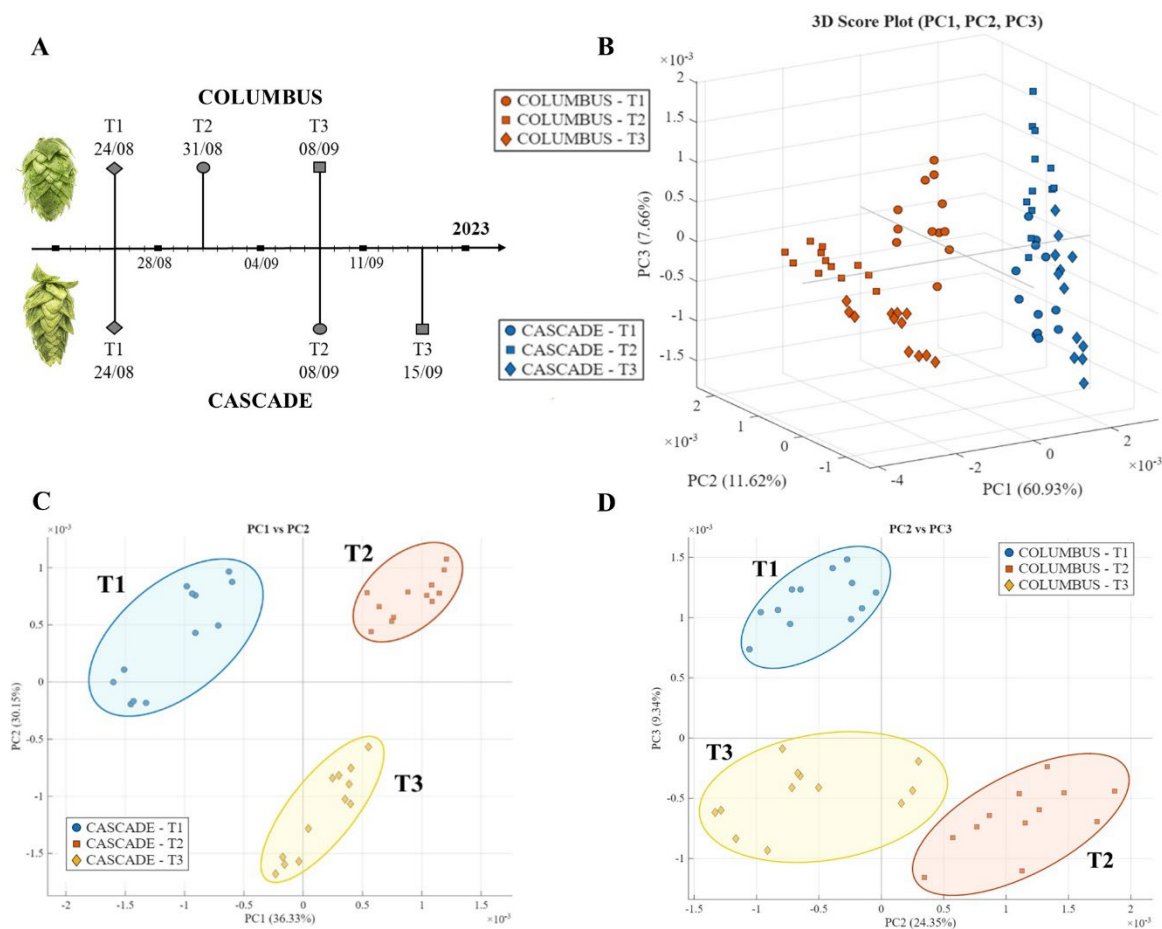 A
COLUMBUS
T1
24/08
T2
31/08
T3
08/09
2023
28/08
04/09
11/09
T1
24/08
T2
08/09
T3
15/09
CASCADE
B
3D Score Plot (PC1, PC2, PC3)
COLUMBUS - T1
COLUMBUS - T2
COLUMBUS - T3
CASCADE - T1
CASCADE - T2
CASCADE - T3
×10⁻³
2
1.5
1
0.5
0
-0.5
-1
-1.5
PC3 (7.66%)
2
×10⁻³
1
0
-1
PC2 (11.62%)
-4
-2
0
2
×10⁻³
PC1 (60.93%)
C
PC1 vs PC2
×10⁻³
1
0.5
0
-0.5
-1
-1.5
PC2 (30.15%)
T1
T2
T3
CASCADE - T1
CASCADE - T2
CASCADE - T3
-2
-1.5
-1
-0.5
0
0.5
1
1.5
×10⁻³
PC1 (36.33%)
D
PC2 vs PC3
×10⁻³
1.5
1
0.5
0
-0.5
-1
PC3 (9.34%)
COLUMBUS - T1
COLUMBUS - T2
COLUMBUS - T3
T1
T3
T2
-1.5
-1
-0.5
0
0.5
1
1.5
2
×10⁻³
PC2 (24.35%)